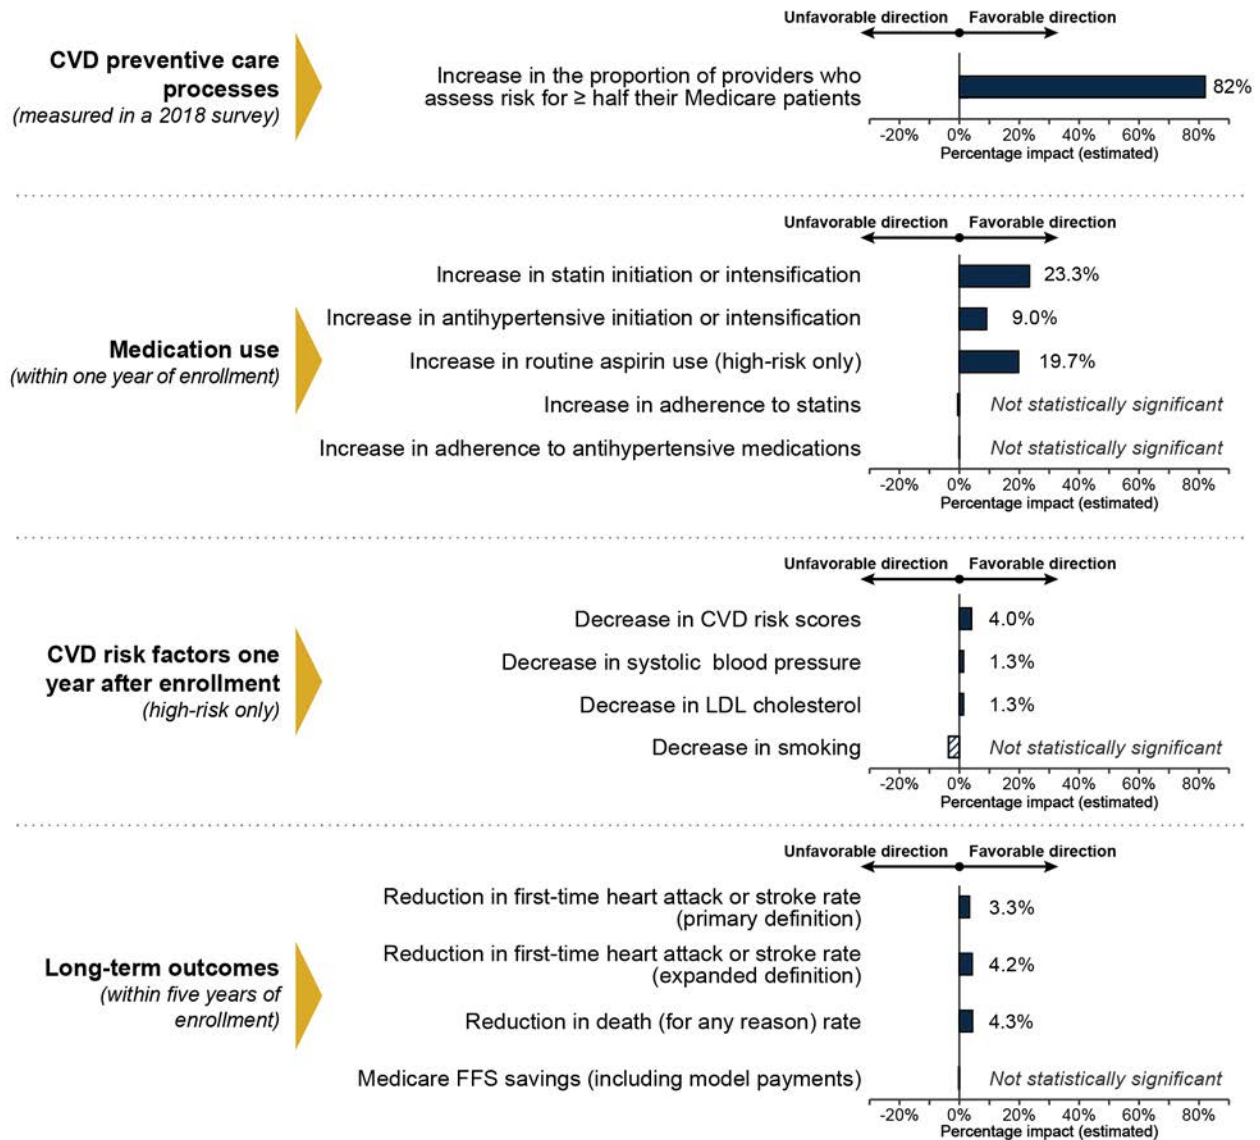 Unfavorable direction Favorable direction
CVD preventive care
processes
(measured in a 2018 survey)
Increase in the proportion of providers who
assess risk for ≥ half their Medicare patients
82%
-20% 0% 20% 40% 60% 80%
Percentage impact (estimated)
Unfavorable direction Favorable direction
Medication use
(within one year of enrollment)
Increase in statin initiation or intensification 23.3%
Increase in antihypertensive initiation or intensification 9.0%
Increase in routine aspirin use (high-risk only) 19.7%
Increase in adherence to statins Not statistically significant
Increase in adherence to antihypertensive medications Not statistically significant
-20% 0% 20% 40% 60% 80%
Percentage impact (estimated)
Unfavorable direction Favorable direction
CVD risk factors one
year after enrollment
(high-risk only)
Decrease in CVD risk scores 4.0%
Decrease in systolic blood pressure 1.3%
Decrease in LDL cholesterol 1.3%
Decrease in smoking Not statistically significant
-20% 0% 20% 40% 60% 80%
Percentage impact (estimated)
Unfavorable direction Favorable direction
Long-term outcomes
(within five years of
enrollment)
Reduction in first-time heart attack or stroke rate
(primary definition)
3.3%
Reduction in first-time heart attack or stroke rate
(expanded definition)
4.2%
Reduction in death (for any reason) rate 4.3%
Medicare FFS savings (including model payments) Not statistically significant
-20% 0% 20% 40% 60% 80%
Percentage impact (estimated)